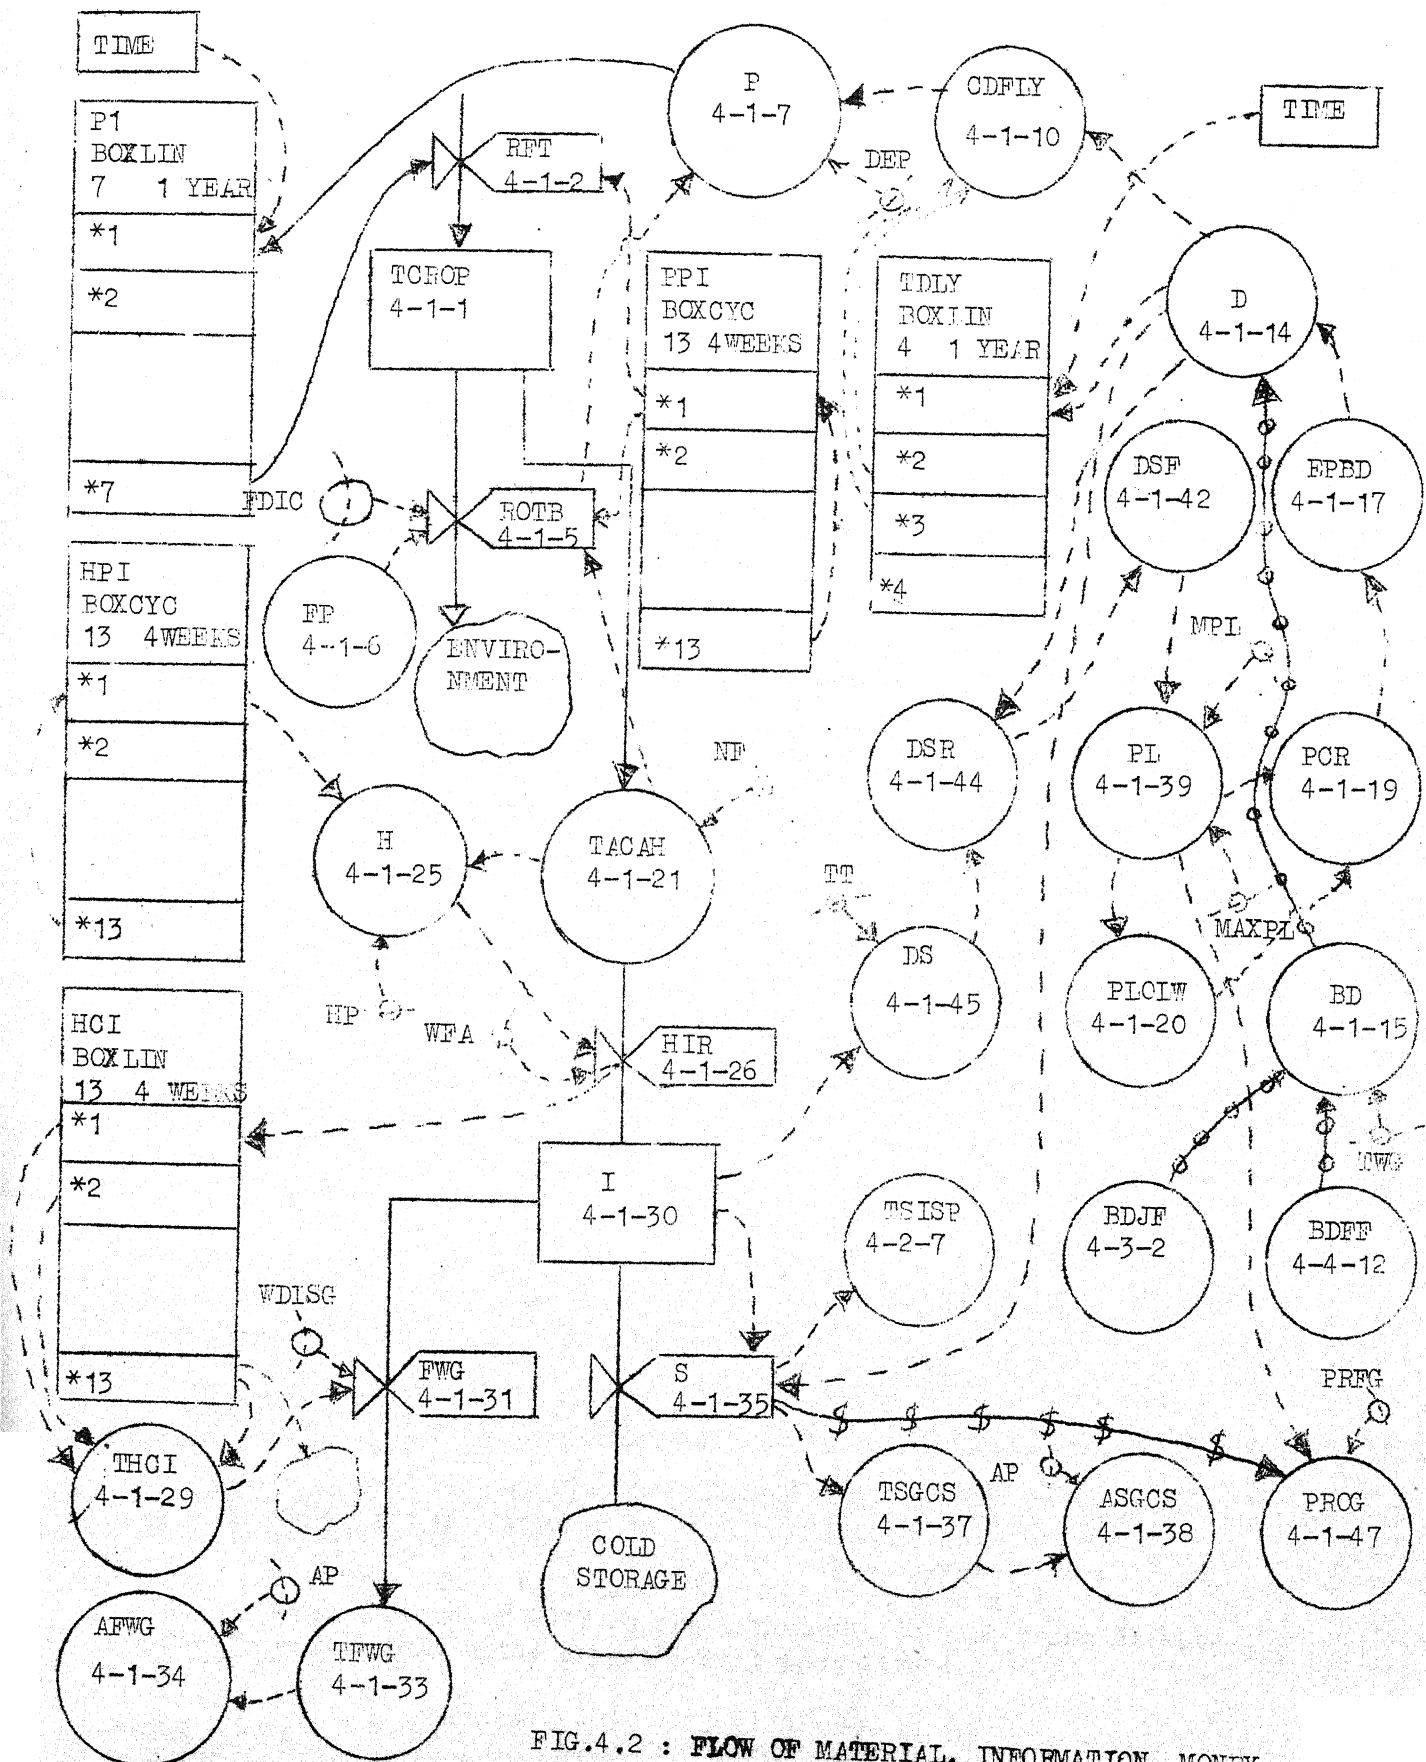 TIME
P1
BOXLIN
7 1 YEAR
*1
*2
*7
RFT
4-1-2
P
4-1-7
CDFLY
4-1-10
TIME
DEP
TCROP
4-1-1
PPI
BOXCYC
13 4WEEKS
*1
*2
*13
TDLY
BOXLIN
4 1 YEAR
*1
*2
*3
*4
D
4-1-14
DSF
4-1-42
EPBD
4-1-17
FDIC
ROTB
4-1-5
HPI
BOXCYC
13 4WEEKS
*1
*2
*13
FP
4-1-6
ENVIRO-
NMENT
MPL
NF
DSR
4-1-44
PL
4-1-39
PCR
4-1-19
H
4-1-25
TACAH
4-1-21
TT
MAXPL
DS
4-1-45
PLOIW
4-1-20
BD
4-1-15
HP
WFA
HIR
4-1-26
HCI
BOXLIN
13 4 WEEKS
*1
*2
*13
TWG
I
4-1-30
TSISP
4-2-7
BDJF
4-3-2
BDFF
4-4-12
WDISG
FWG
4-1-31
S
4-1-35
$ $ $ $ $ $
PRFG
THCI
4-1-29
TSGCS
4-1-37
AP
ASGCS
4-1-38
PROG
4-1-47
COLD
STORAGE
AP
AFWG
4-1-34
TFWG
4-1-33
FIG.4.2 : FLOW OF MATERIAL, INFORMATION, MONEY